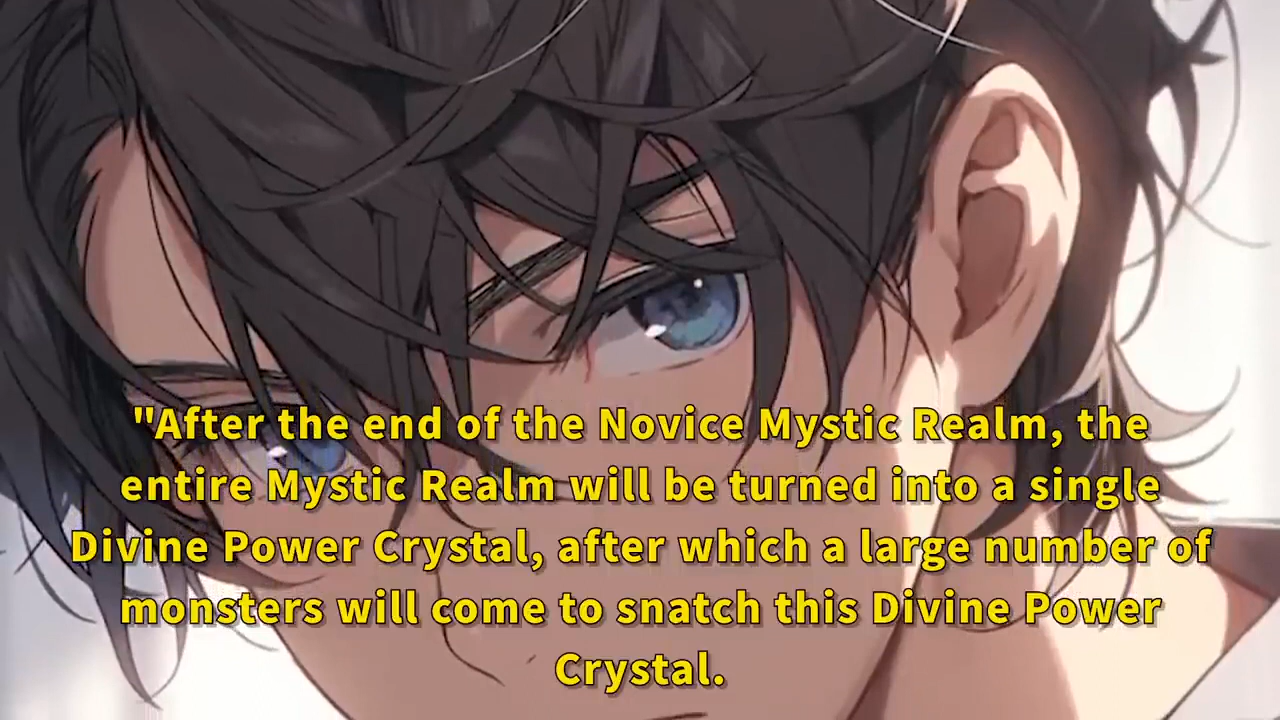 "After the end of the Novice Mystic Realm, the
entire Mystic Realm will be turned into a single
Divine Power Crystal, after which a large number of
monsters will come to snatch this Divine Power
Crystal.